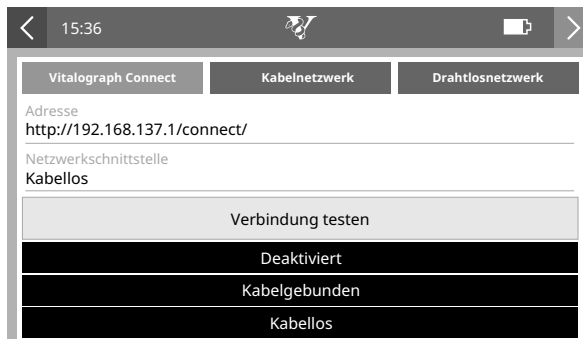 15:36
Vitalograph Connect Kabelnetzwerk Drahtlosnetzwerk
Adresse
http://192.168.137.1/connect/
Netzwerkschnittstelle
Kabellos
Verbindung testen
Deaktiviert
Kabelgebunden
Kabellos